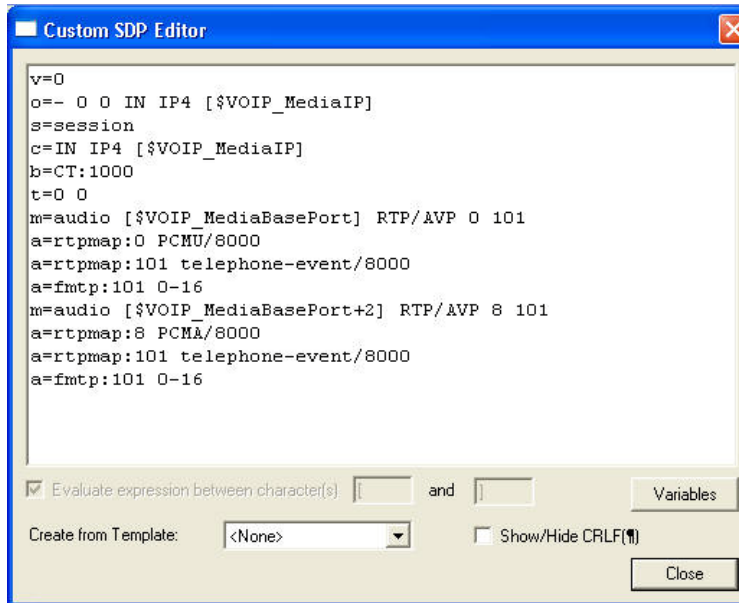 Custom SDP Editor
v=0
o=- 0 0 IN IP4 [$VOIP_MediaIP]
s=session
c=IN IP4 [$VOIP_MediaIP]
b=CT:1000
t=0 0
m=audio [$VOIP_MediaBasePort] RTP/AVP 0 101
a=rtpmap:0 PCMU/8000
a=rtpmap:101 telephone-event/8000
a=fmtp:101 0-16
m=audio [$VOIP_MediaBasePort+2] RTP/AVP 8 101
a=rtpmap:8 PCMA/8000
a=rtpmap:101 telephone-event/8000
a=fmtp:101 0-16
Evaluate expression between character(s) [ and ] Variables
Create from Template: <None> Show/Hide CRLF(¶)
Close